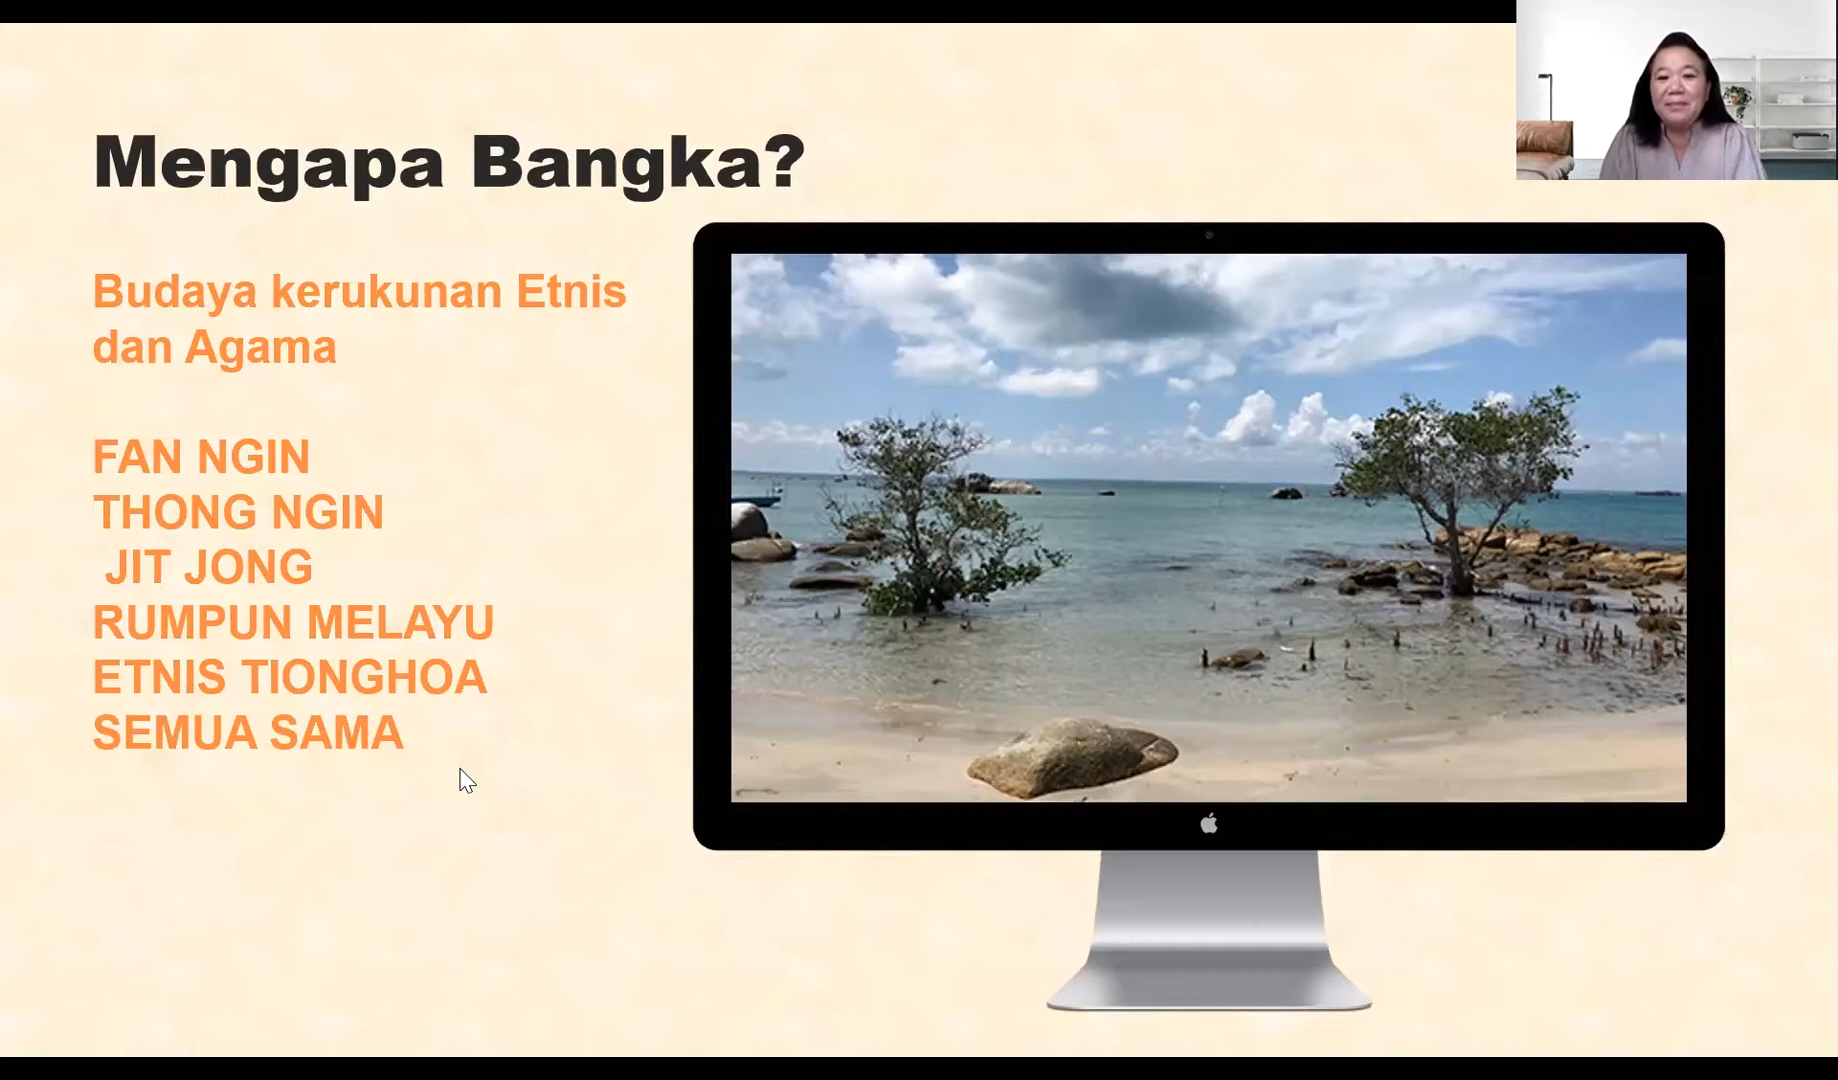 Mengapa Bangka?
Budaya kerukunan Etnis
dan Agama
FAN NGIN
THONG NGIN
JIT JONG
RUMPUN MELAYU
ETNIS TIONGHOA
SEMUA SAMA